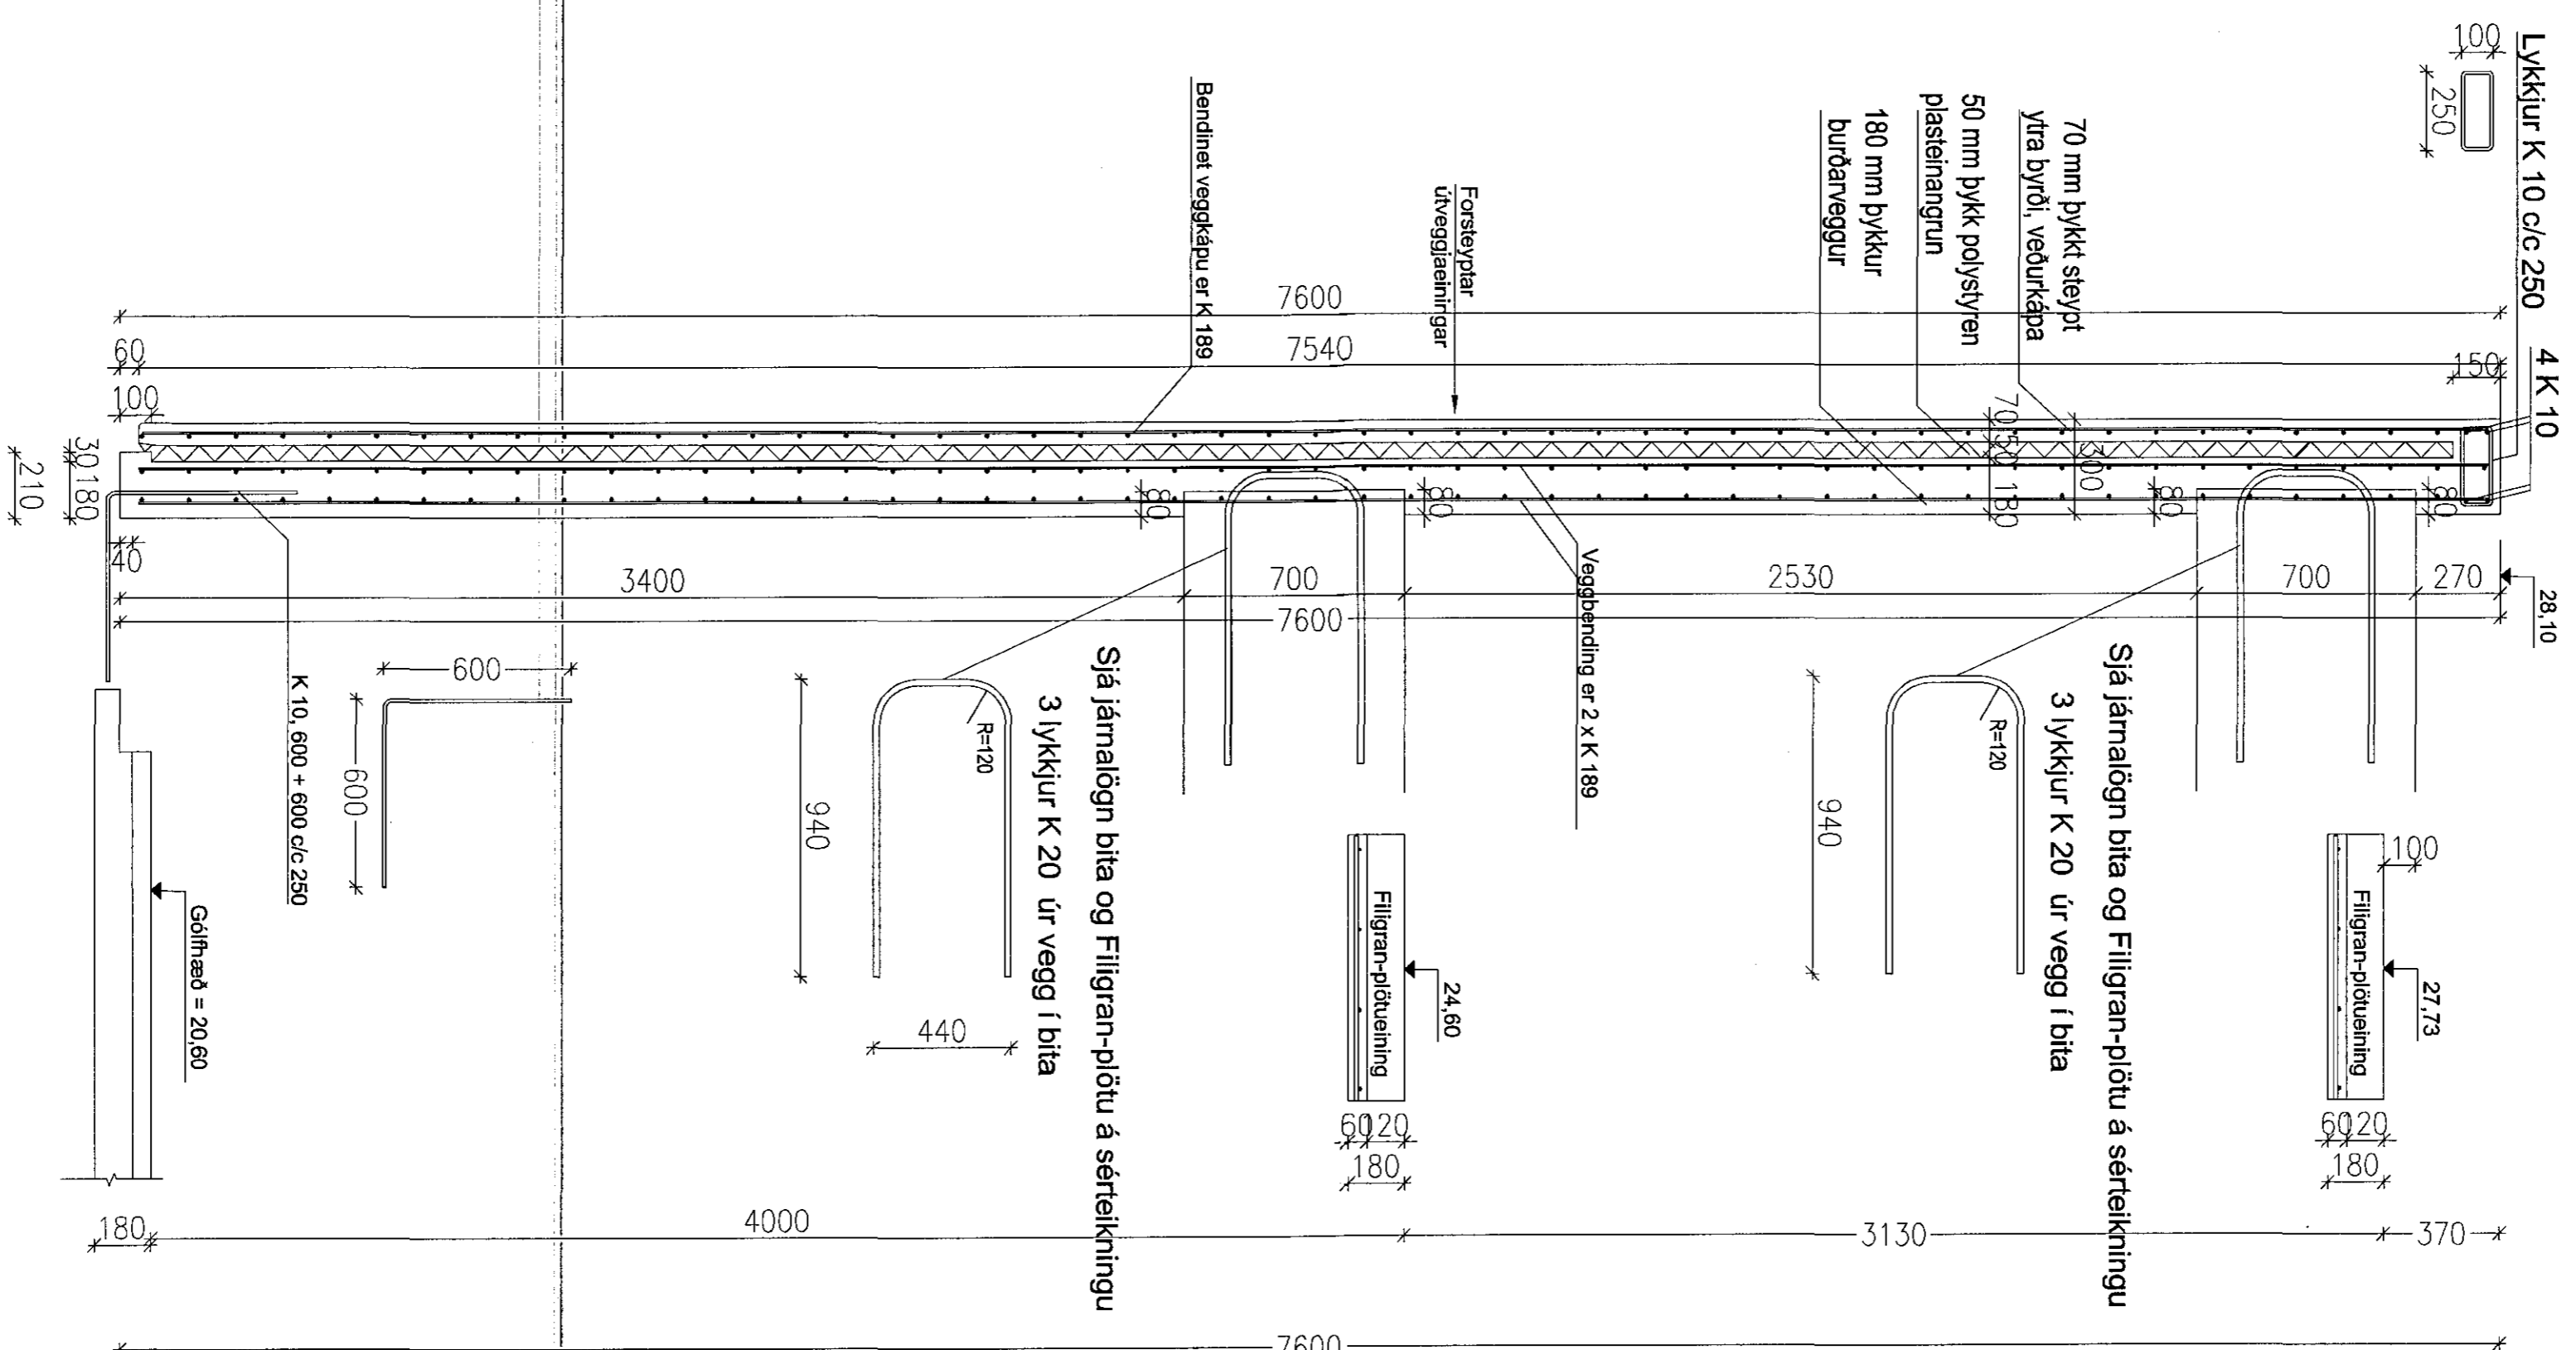 Lykkjur K 10 c/c 250
4 K 10
100
250
70 mm þykkt steypt
ytra byrði, veðurkápa
50 mm þykk polystyren
plasteinangrun
180 mm þykkur
burðarveggur
Forsteyptar
útveggjaeiningar
Bendinet veggkápu er K 189
7600
7540
60
150
100
70 50 180
300
80
80
80
80
30 180
210
40
3400
700
2530
700
270
7600
28,10
Veggbending er 2 x K 189
K 10, 600 + 600 c/c 250
600
600
Sjá járnalögn bita og Filigran-plötu á sérteikningu
3 lykkjur K 20 úr vegg í bita
R=120
940
440
Sjá járnalögn bita og Filigran-plötu á sérteikningu
3 lykkjur K 20 úr vegg í bita
R=120
940
Filigran-plötueining
27,73
100
60 120
180
Filigran-plötueining
24,60
60 120
180
Gólfhæð = 20,60
180
4000
3130
370
7600